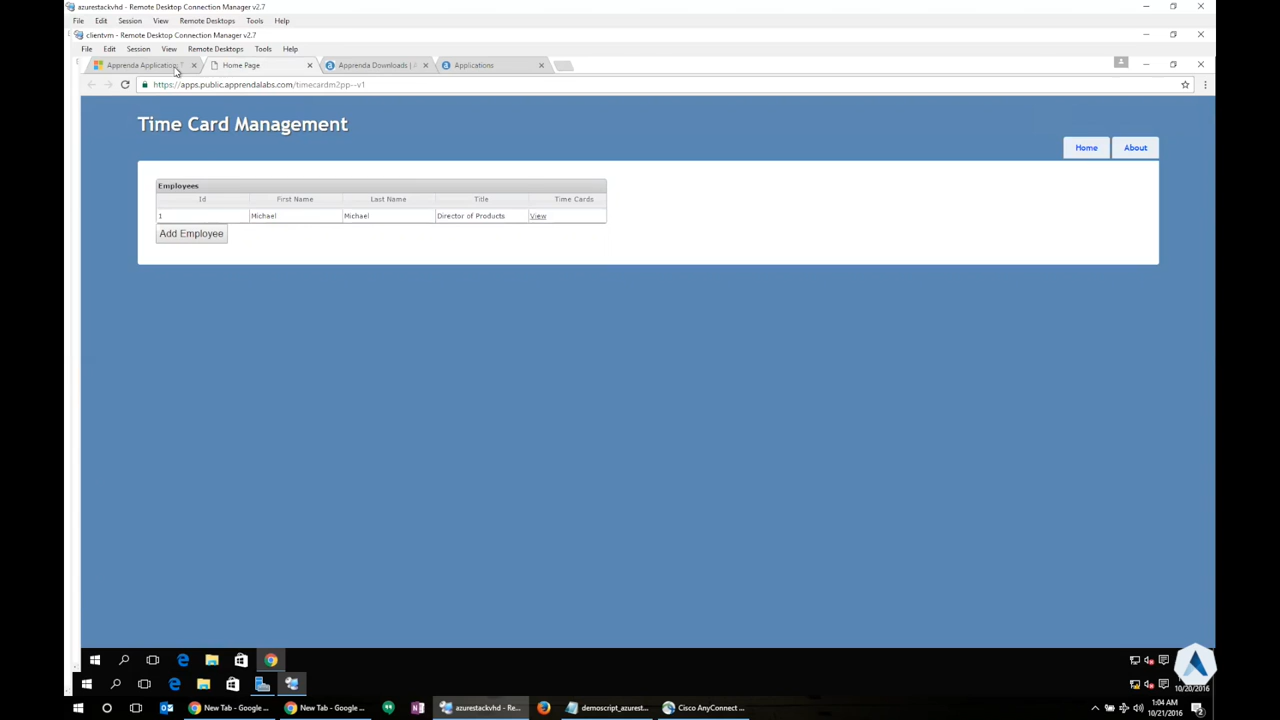 azurestackvhd - Remote Desktop Connection Manager v2.7
File Edit Session View Remote Desktops Tools Help
clientvm - Remote Desktop Connection Manager v2.7
File Edit Session View Remote Desktops Tools Help
Apprenda Application: Home Page Apprenda Downloads | A Applications
https://apps.public.apprendalabs.com/timecardm2pp--v1
Time Card Management
Home About
Employees
Id First Name Last Name Title Time Cards
1 Michael Michael Director of Products View
Add Employee
10/20/2016
New Tab - Google ... New Tab - Google ... azurestackvhd - Re... demoscript_azurest... Cisco AnyConnect ...
1:04 AM
10/21/2016